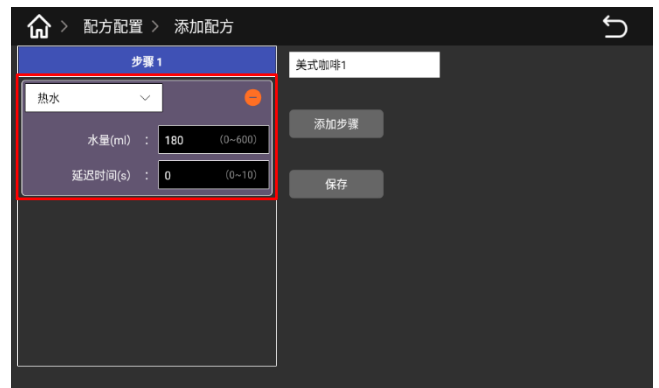 > 配方配置 > 添加配方
步骤 1
美式咖啡1
热水
水量(ml) : 180 (0~600)
添加步骤
延迟时间(s) : 0 (0~10)
保存